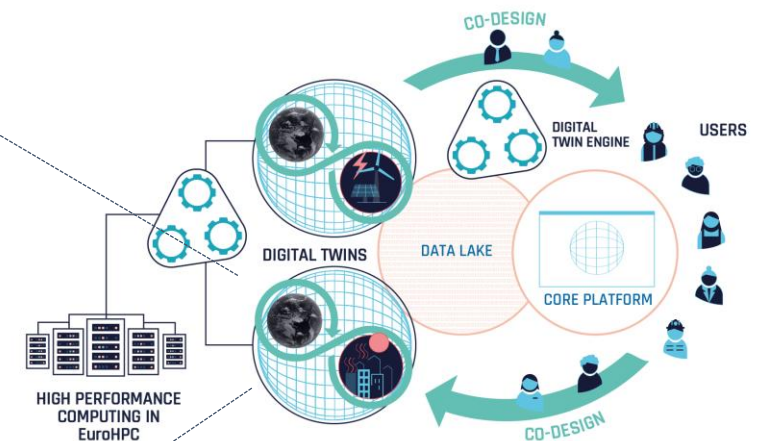 CO-DESIGN
DIGITAL
TWIN ENGINE
USERS
DIGITAL TWINS
DATA LAKE
CORE PLATFORM
HIGH PERFORMANCE
COMPUTING IN
EuroHPC
CO-DESIGN